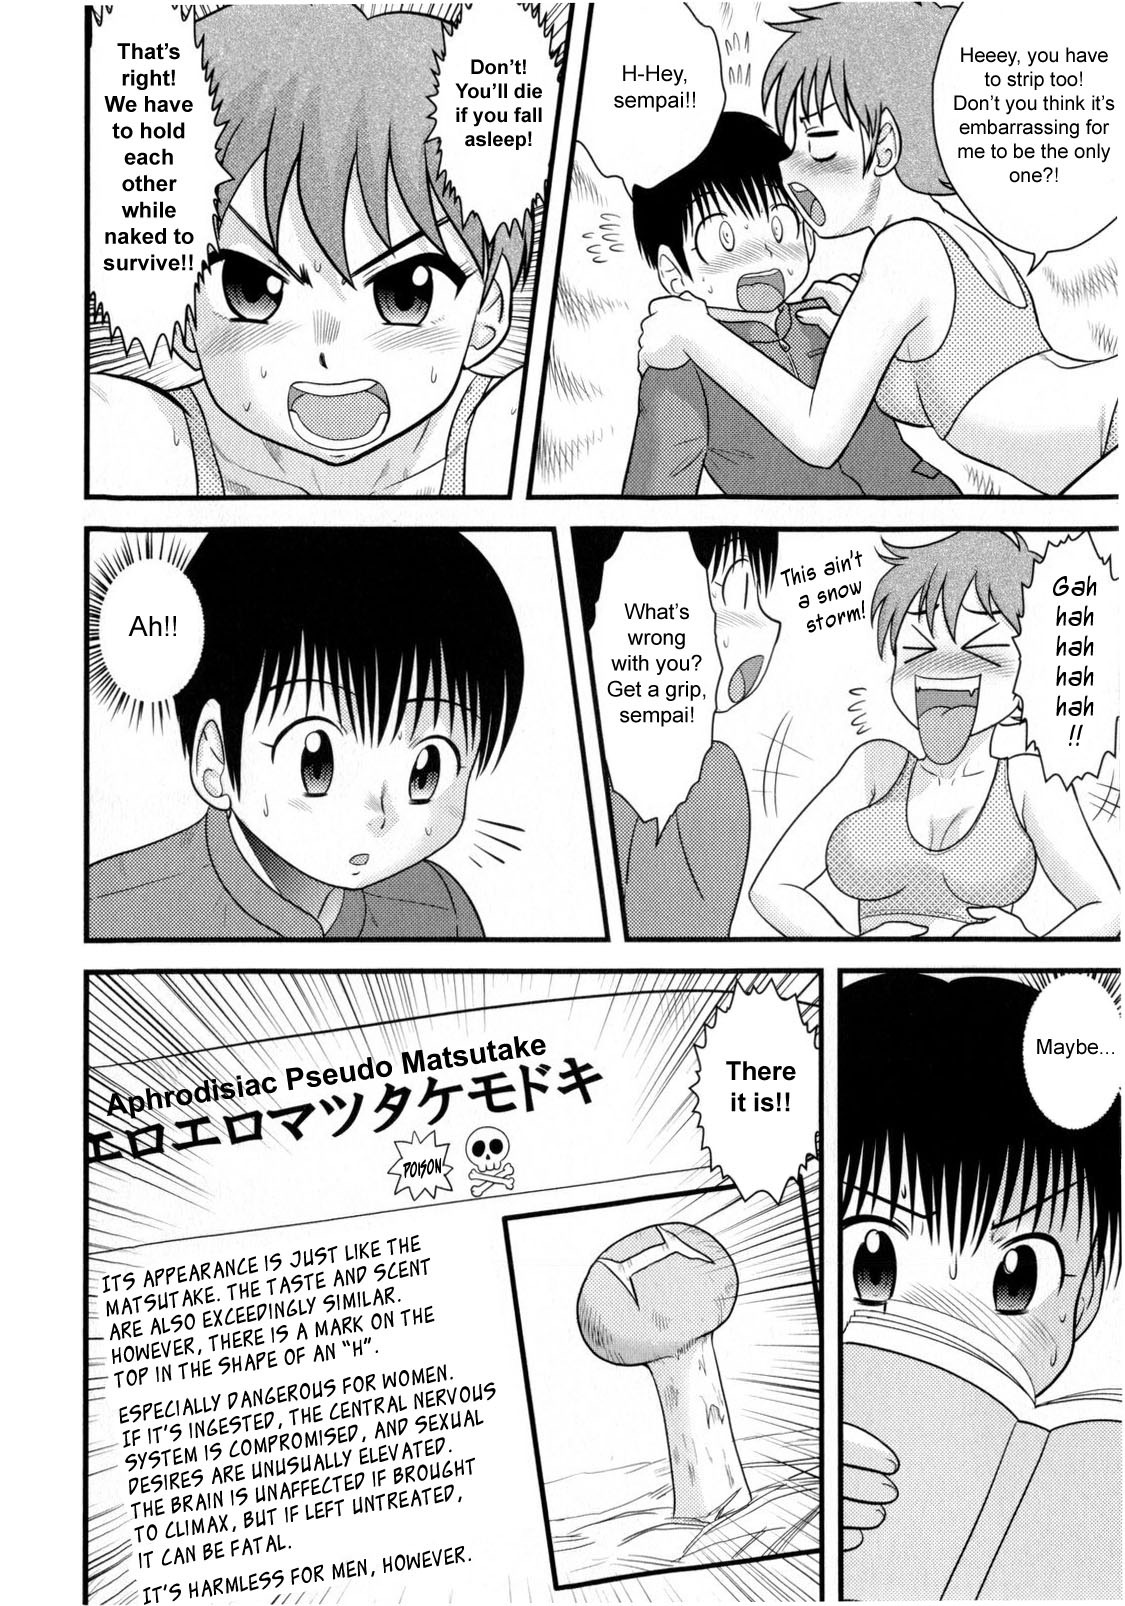 Heeey, you have
to strip too!
Don't you think it's
embarrassing for
me to be the only
one?!
H-Hey,
sempai!!
Don't!
You'll die
if you fall
asleep!
That's
right!
We have
to hold
each
other
while
naked to
survive!!
Gah
hah
hah
hah
hah
!!
This ain't
a snow
storm!
What's
wrong
with you?
Get a grip,
sempai!
Ah!!
Maybe...
There
it is!!
Aphrodisiac Pseudo Matsutake
エロエロマツタケモドキ
POISON
ITS APPEARANCE IS JUST LIKE THE
MATSUTAKE. THE TASTE AND SCENT
ARE ALSO EXCEEDINGLY SIMILAR.
HOWEVER, THERE IS A MARK ON THE
TOP IN THE SHAPE OF AN "H".
ESPECIALLY DANGEROUS FOR WOMEN.
IF IT'S INGESTED, THE CENTRAL NERVOUS
SYSTEM IS COMPROMISED, AND SEXUAL
DESIRES ARE UNUSUALLY ELEVATED.
THE BRAIN IS UNAFFECTED IF BROUGHT
TO CLIMAX, BUT IF LEFT UNTREATED,
IT CAN BE FATAL.
IT'S HARMLESS FOR MEN, HOWEVER.